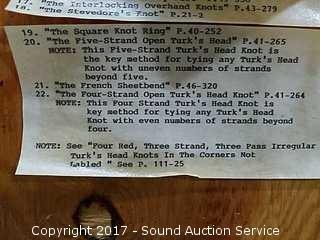 17. "The Interlocking Overhand Knots" P.43-279
18. "The Stevedore's Knot" P.21-2
19. "The Square Knot Ring" P.40-252
20. "The Five-Strand Open Turk's Head" P.41-265
NOTE: This Five-Strand Turk's Head Knot is
the key method for tying any Turk's Head
Knot with uneven numbers of strands
beyond five.
21. "The French Sheetbend" P.46-320
22. "The Four-Strand Open Turk's Head Knot" P.41-264
NOTE: This Four Strand Turk's Head Knot is
key method for tying any Turk's Head
Knot with even numbers of strands beyond
four.
NOTE: See "Four Red, Three Strand, Three Pass Irregular
Turk's Head Knots In The Corners Not
Labled " See P. 111-25
Copyright 2017 - Sound Auction Service